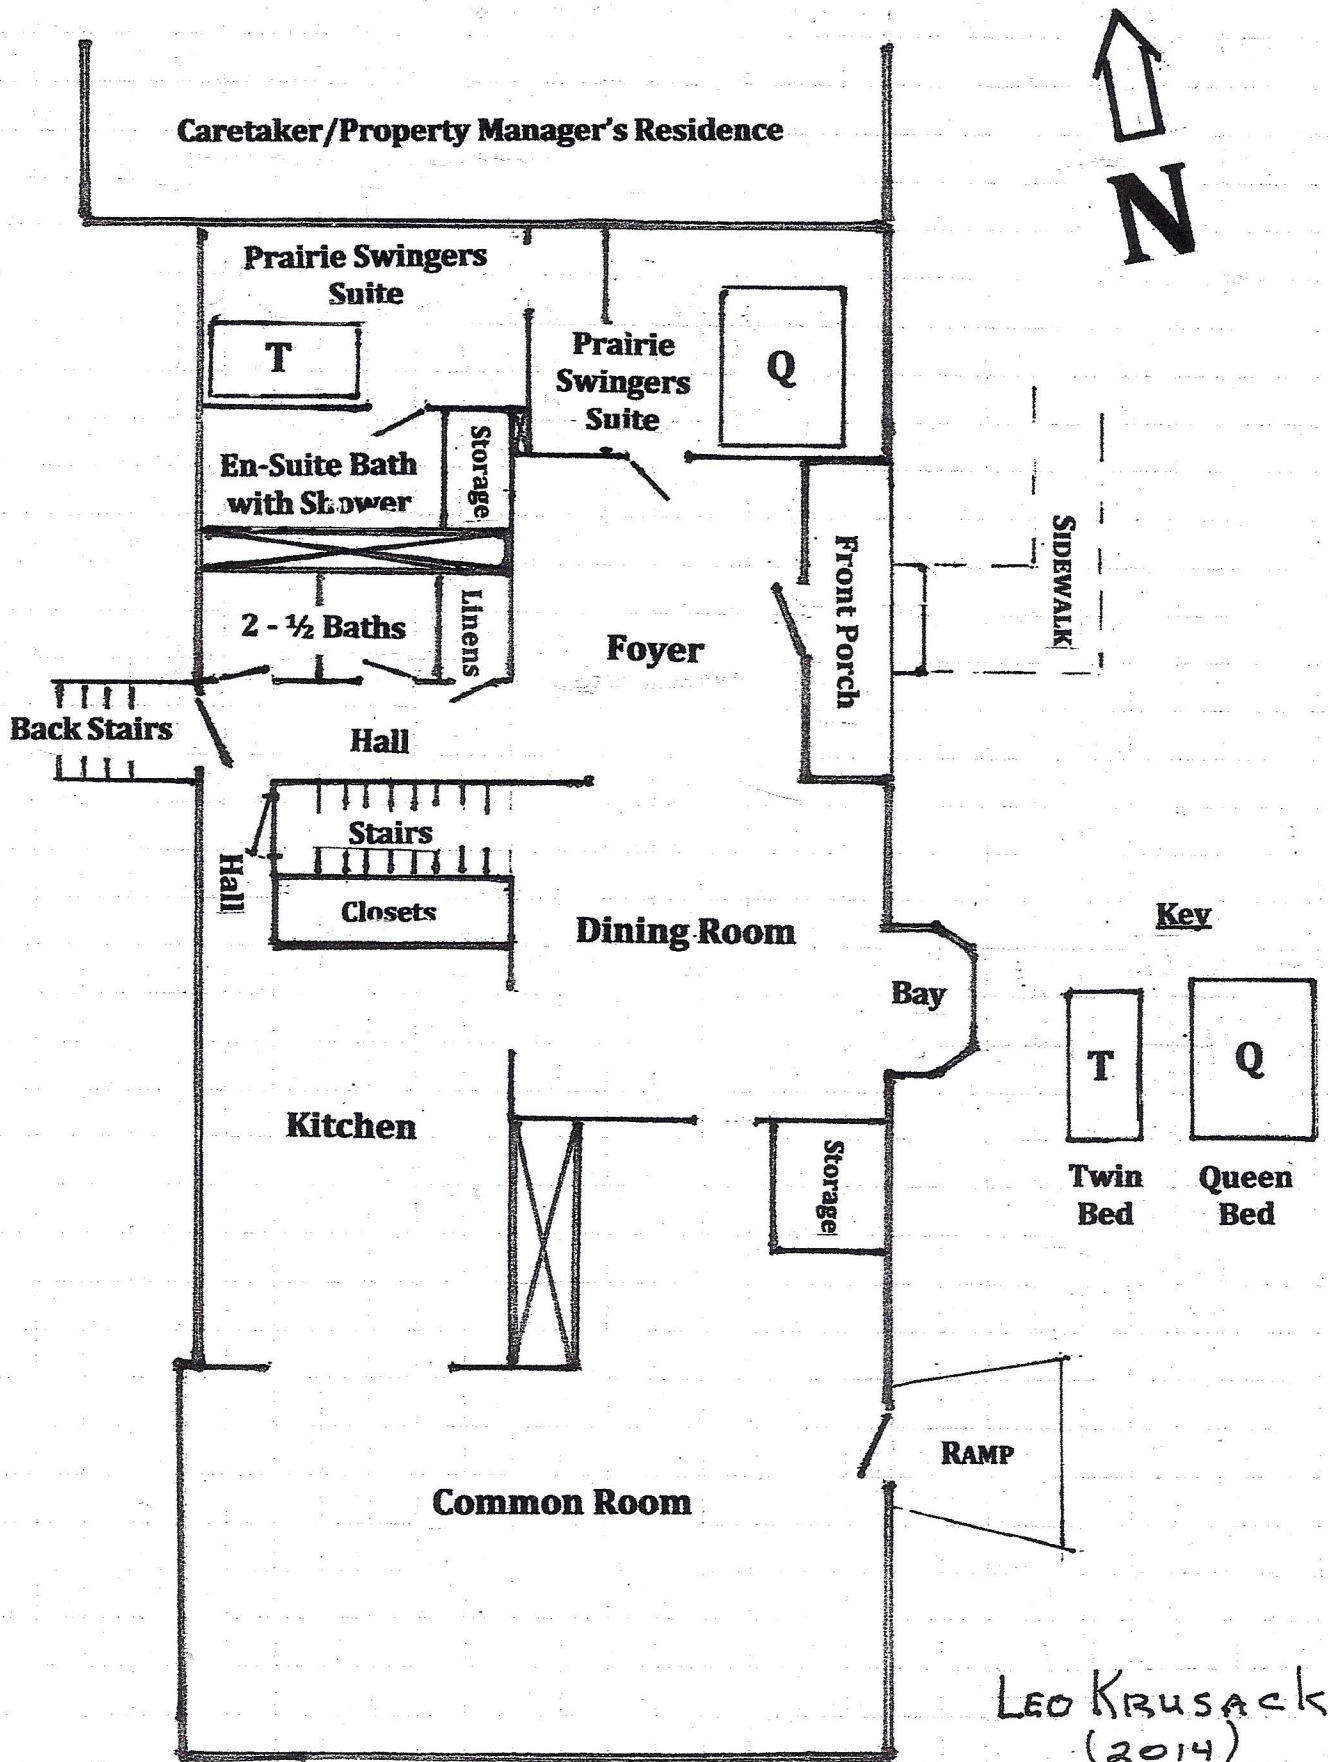 N
Caretaker/Property Manager's Residence
Prairie Swingers
Suite
T
Prairie
Swingers
Suite
Q
En-Suite Bath
with Shower
Storage
2 - ½ Baths
Linens
Foyer
Front Porch
SIDEWALK
Back Stairs
Hall
Stairs
Hall
Closets
Dining Room
Bay
Key
T
Q
Twin
Bed
Queen
Bed
Kitchen
Storage
RAMP
Common Room
LEO KRUSACK
(2014)